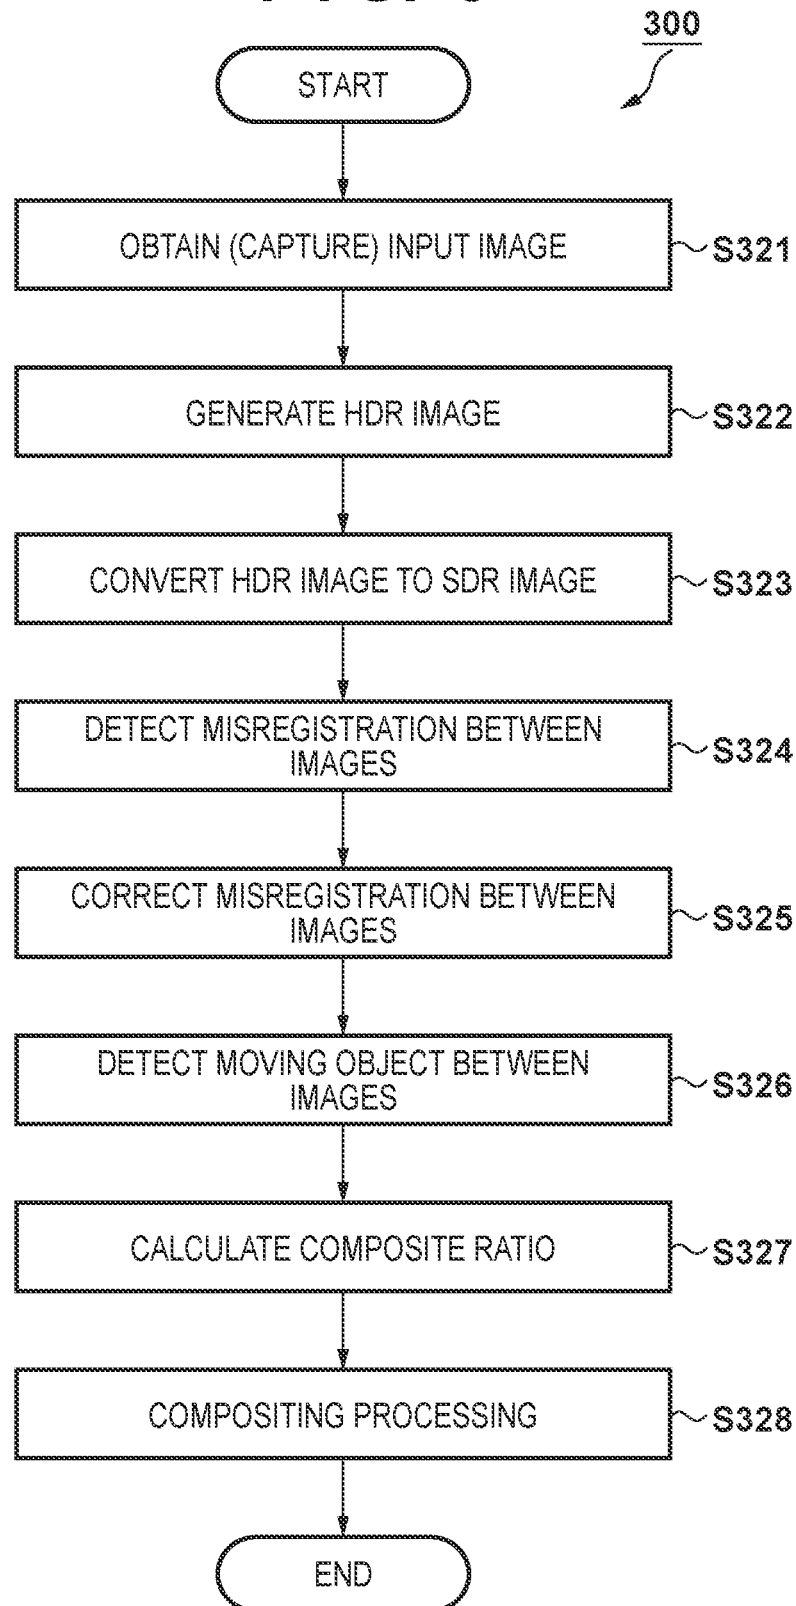 300
START
OBTAIN (CAPTURE) INPUT IMAGE
S321
GENERATE HDR IMAGE
S322
CONVERT HDR IMAGE TO SDR IMAGE
S323
DETECT MISREGISTRATION BETWEEN
IMAGES
S324
CORRECT MISREGISTRATION BETWEEN
IMAGES
S325
DETECT MOVING OBJECT BETWEEN
IMAGES
S326
CALCULATE COMPOSITE RATIO
S327
COMPOSITING PROCESSING
S328
END